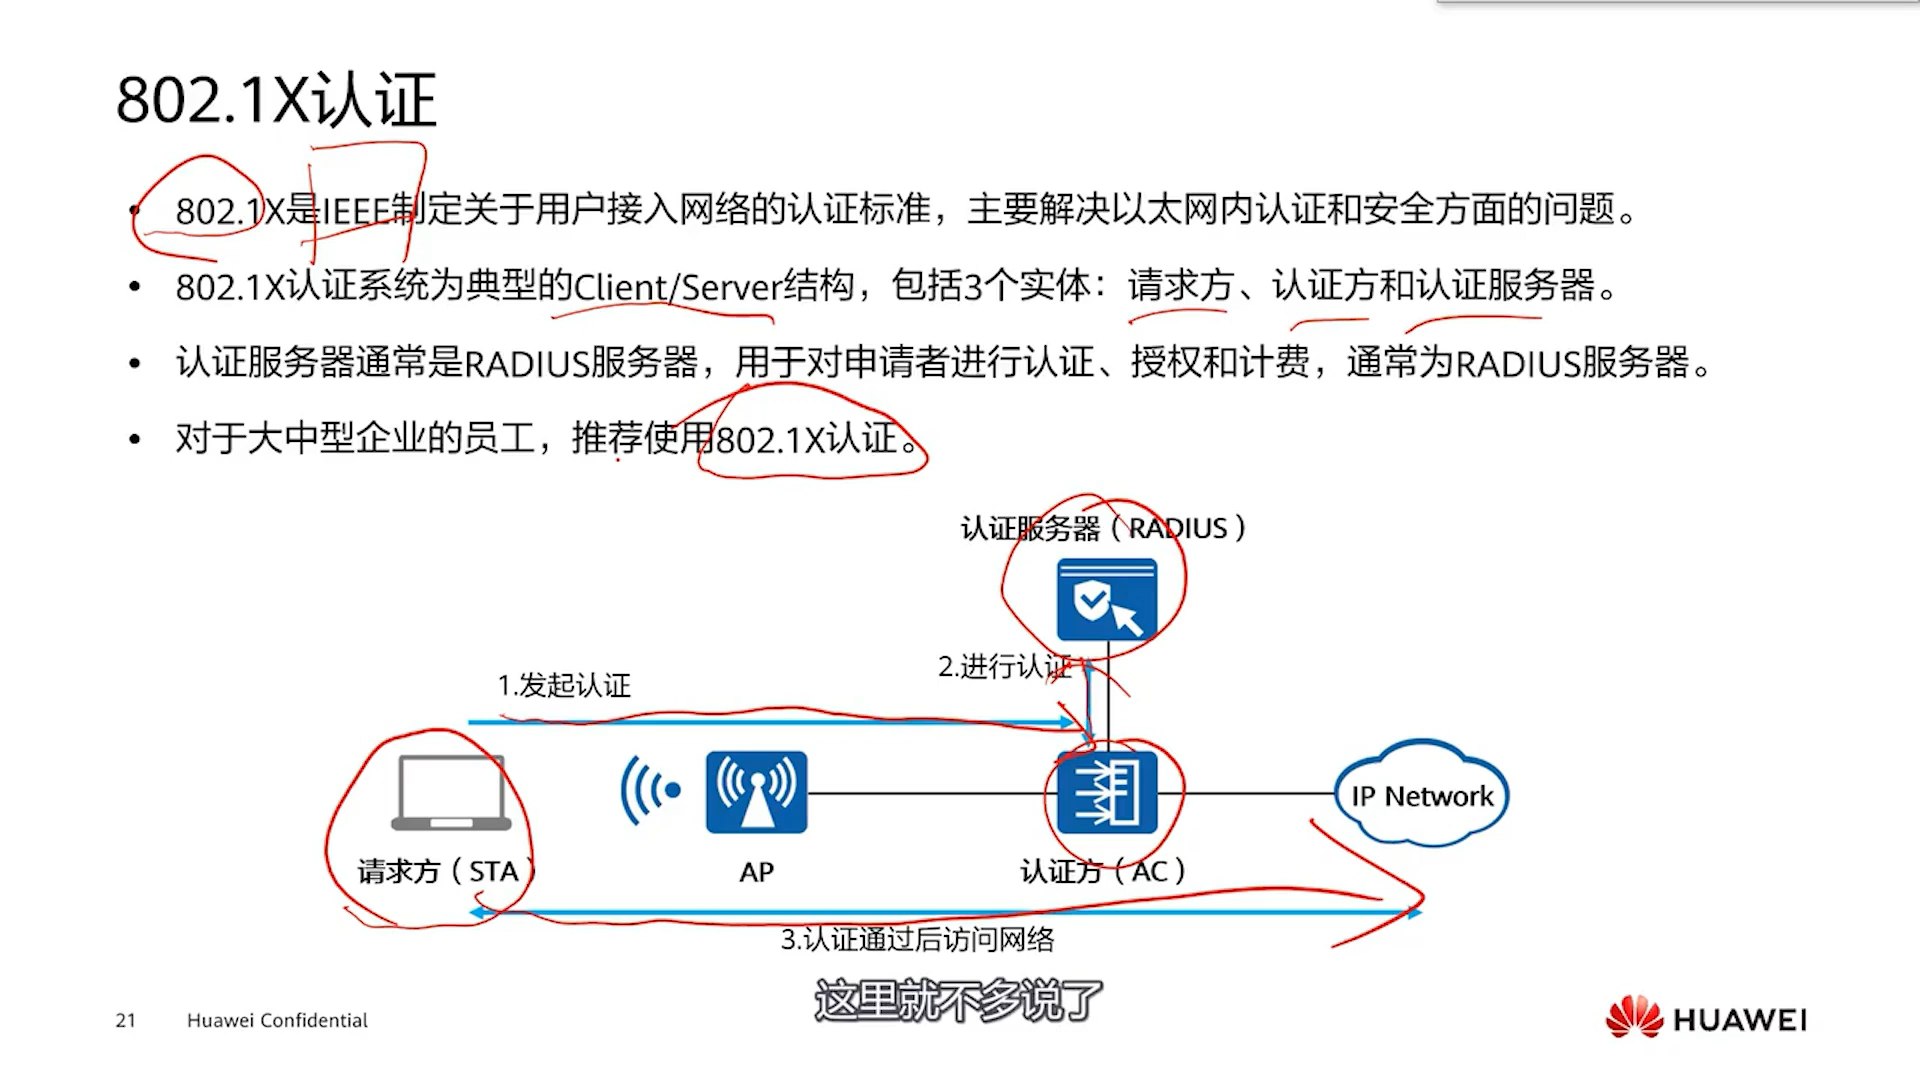 802.1X认证
• 802.1X是IEEE制定关于用户接入网络的认证标准，主要解决以太网内认证和安全方面的问题。
• 802.1X认证系统为典型的Client/Server结构，包括3个实体：请求方、认证方和认证服务器。
• 认证服务器通常是RADIUS服务器，用于对申请者进行认证、授权和计费，通常为RADIUS服务器。
• 对于大中型企业的员工，推荐使用802.1X认证。
认证服务器（RADIUS）
2.进行认证
1.发起认证
IP Network
请求方（STA）
AP
认证方（AC）
3.认证通过后访问网络
这里就不多说了
21
Huawei Confidential
HUAWEI